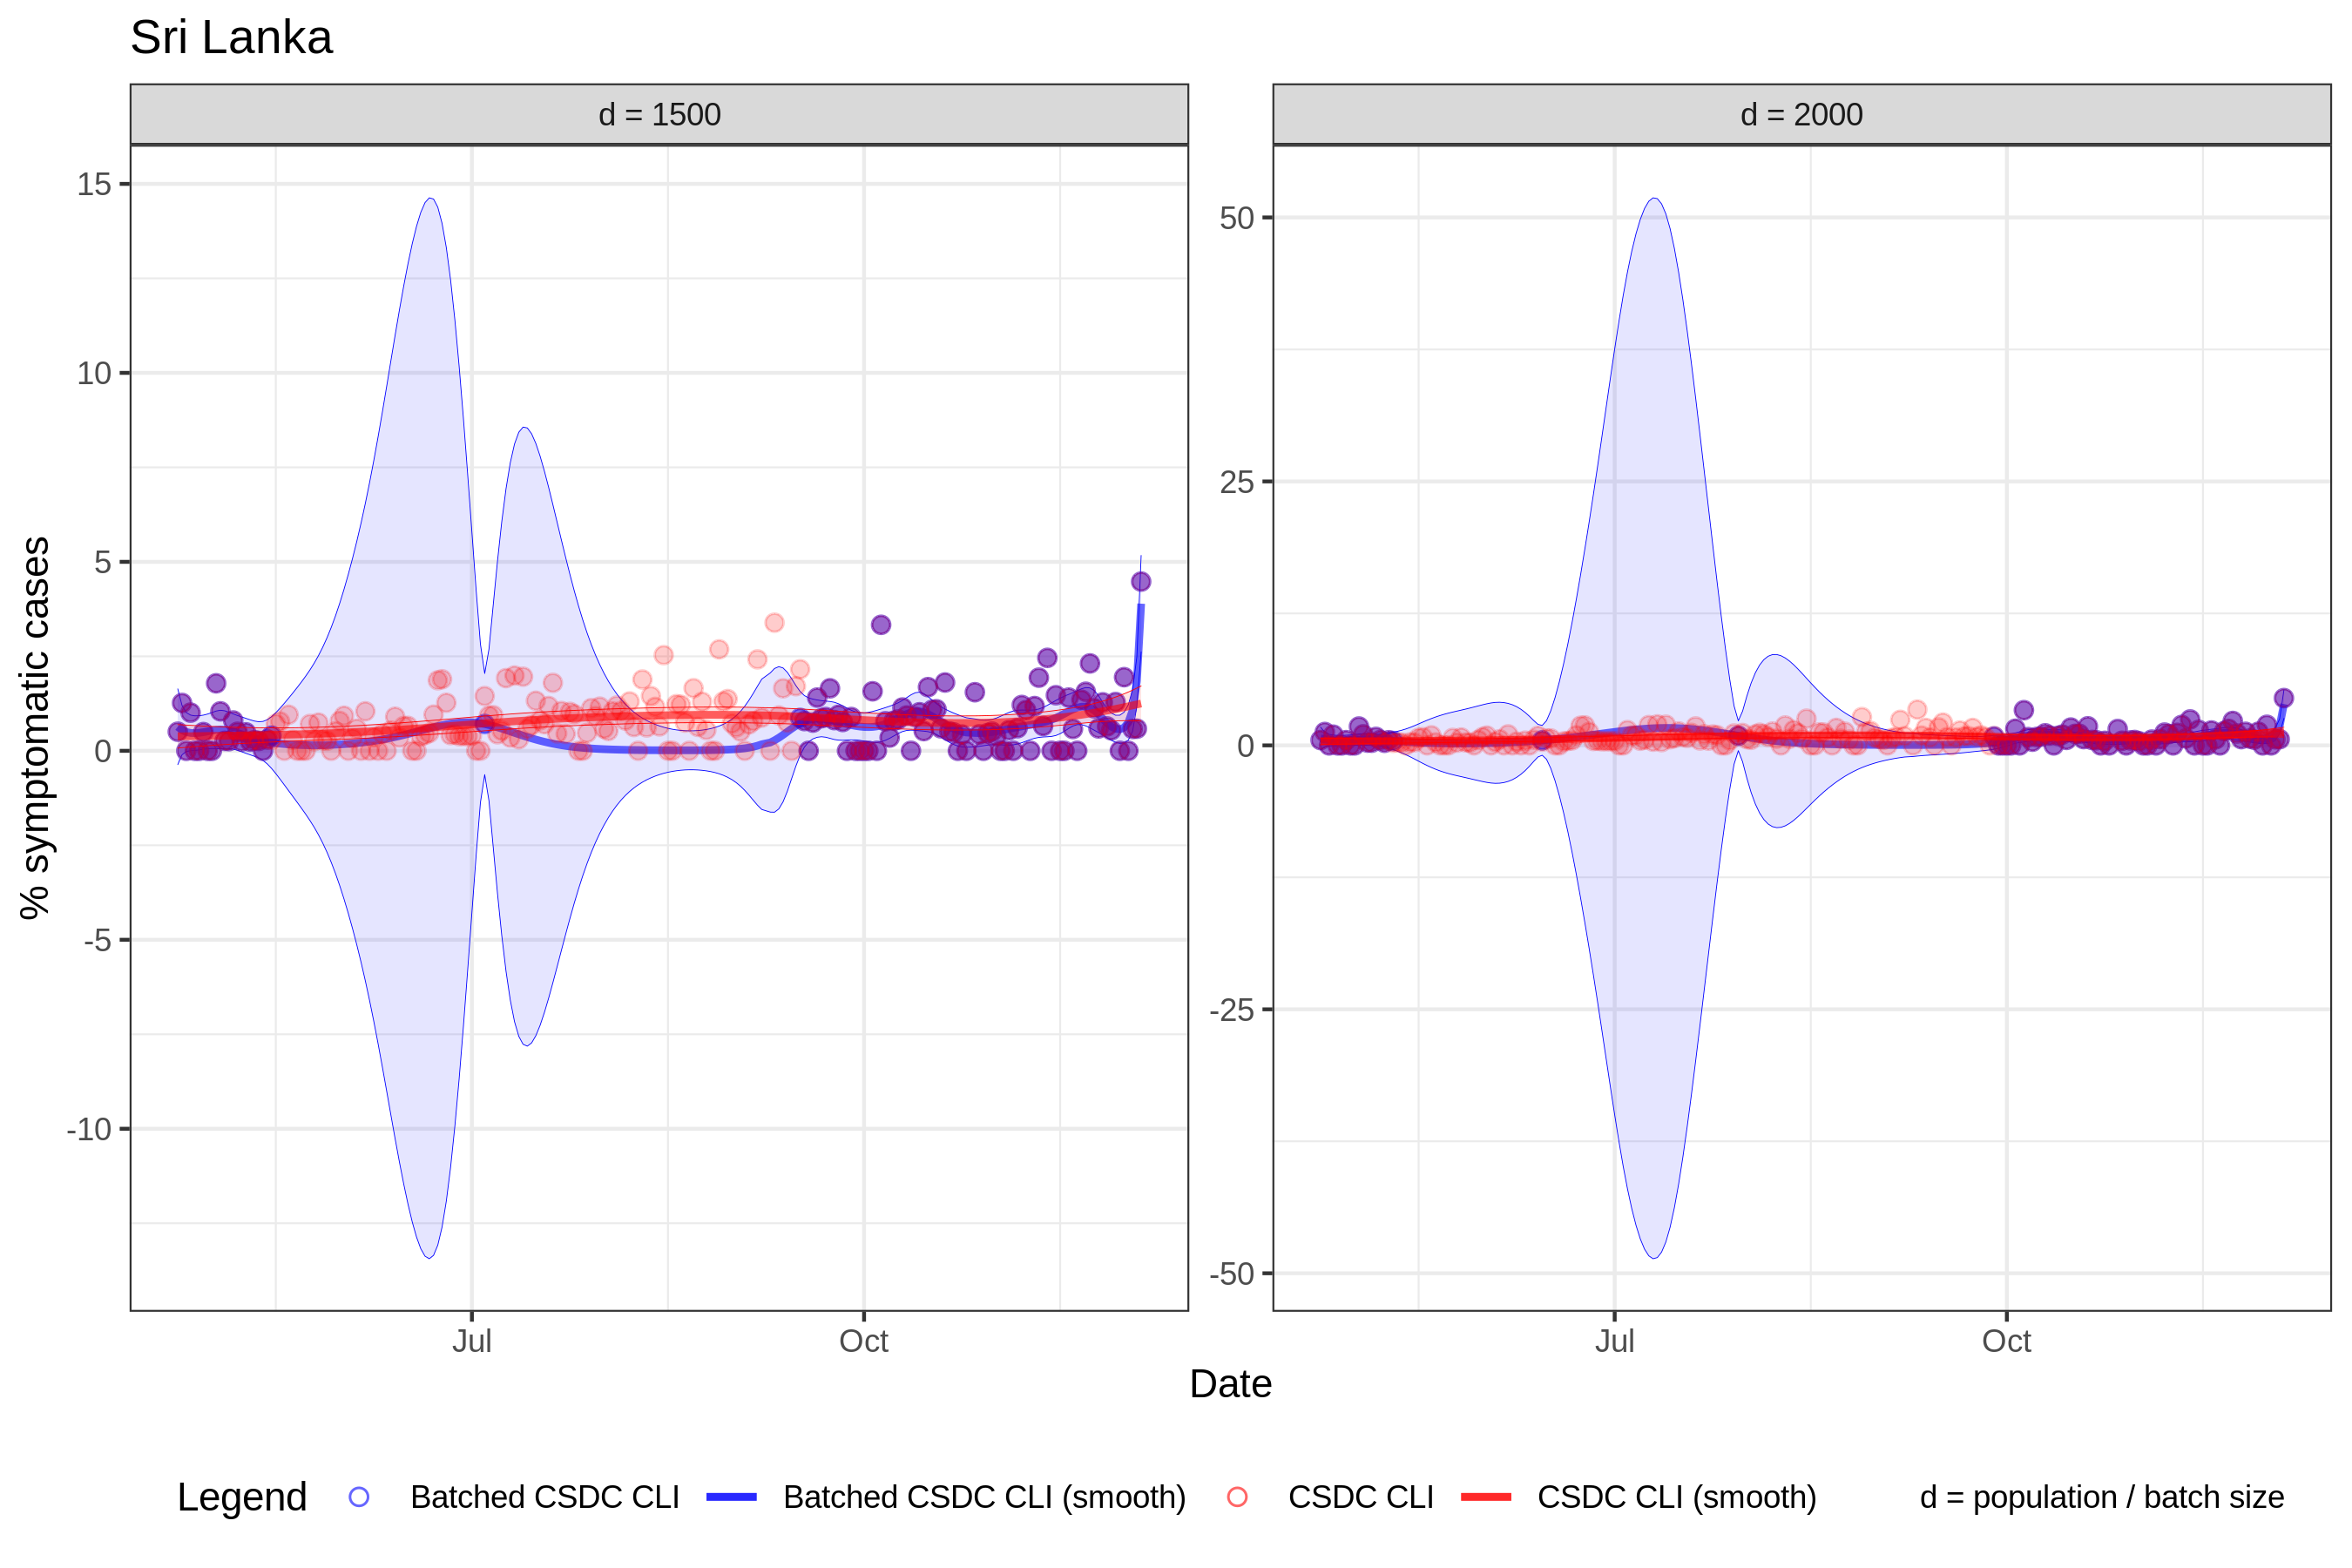 Sri Lanka
d = 1500
d = 2000
% symptomatic cases
15
10
5
0
-5
-10
50
25
0
-25
-50
Jul
Oct
Jul
Oct
Date
Legend
Batched CSDC CLI
Batched CSDC CLI (smooth)
CSDC CLI
CSDC CLI (smooth)
d = population / batch size